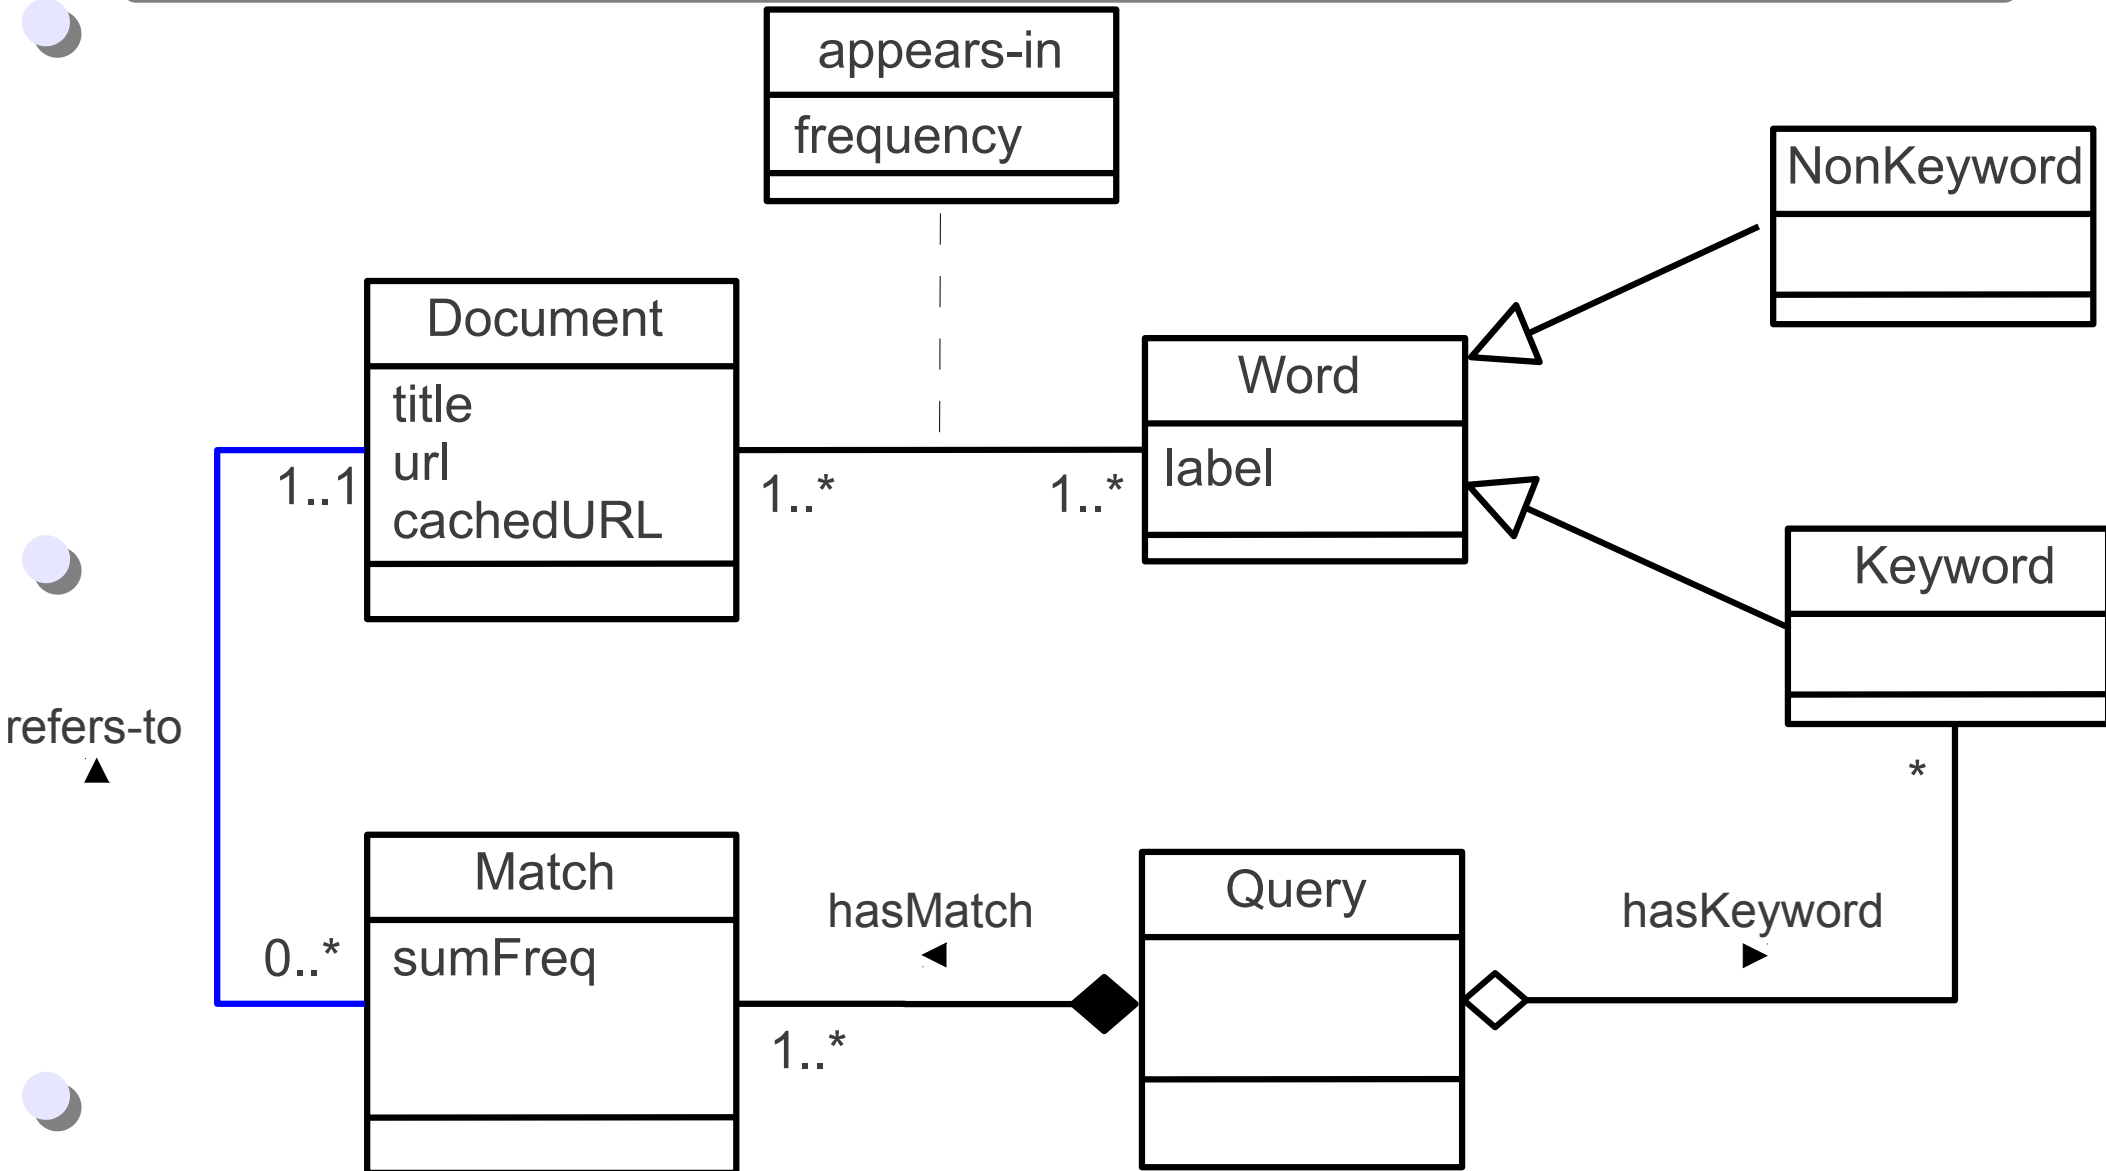 appears-in
frequency
NonKeyword
Document
title
url
cachedURL
1..1
1..*
1..*
Word
label
Keyword
*
refers-to
▲
Match
sumFreq
0..*
hasMatch
◄
1..*
Query
hasKeyword
►